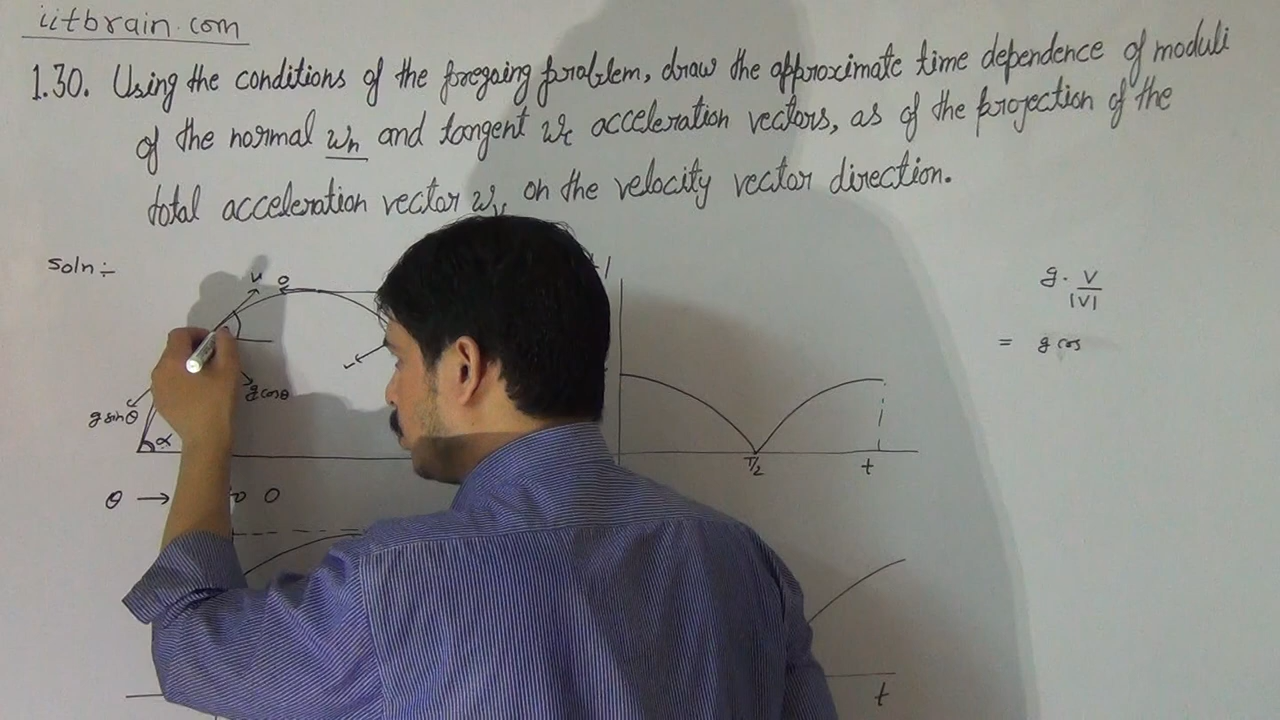 iitbrain.com
1.30. Using the conditions of the foregoing problem, draw the approximate time dependence of moduli
of the normal wn and tangent wτ acceleration vectors, as of the projection of the
total acceleration vector wv on the velocity vector direction.
Soln ÷
g · v/|v|
= g cos
v 0
g sinθ
g cosθ
α
θ → 0
T/2 t
t